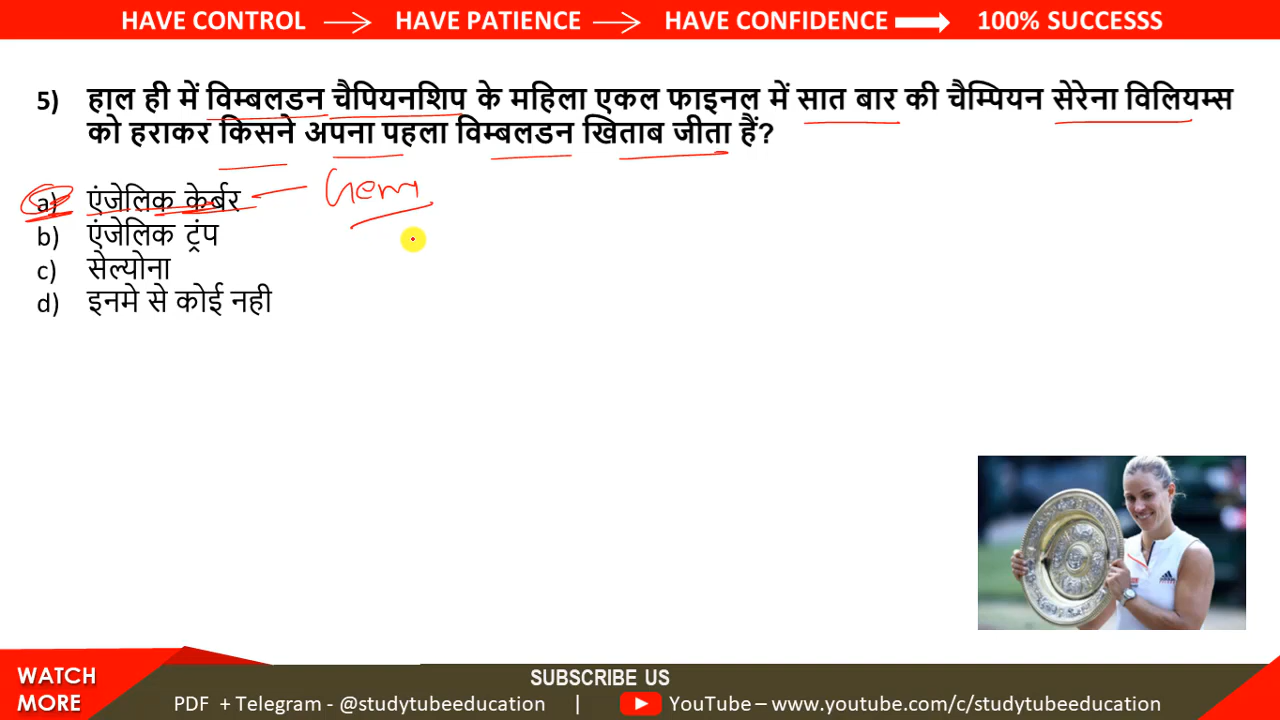 HAVE CONTROL HAVE PATIENCE HAVE CONFIDENCE 100% SUCCESSS
5) हाल ही में विम्बलडन चैपियनशिप के महिला एकल फाइनल में सात बार की चैम्पियन सेरेना विलियम्स
को हराकर किसने अपना पहला विम्बलडन खिताब जीता हैं?
a) एंजेलिक केर्बर
b) एंजेलिक ट्रंप
c) सेल्योना
d) इनमे से कोई नही
WATCH
MORE
SUBSCRIBE US
PDF + Telegram - @studytubeeducation | YouTube – www.youtube.com/c/studytubeeducation